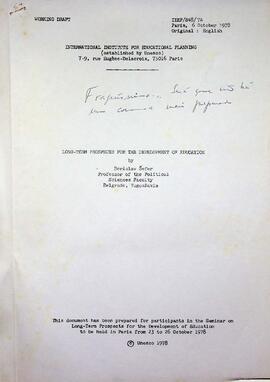 WORKING DRAFT
IIEP/S48/74
Paris, 6 October 1978
Original : English
INTERNATIONAL INSTITUTE FOR EDUCATIONAL PLANNING
(established by Unesco)
7-9, rue Eugène-Delacroix, 75016 Paris
LONG-TERM PROSPECTS FOR THE DEVELOPMENT OF EDUCATION
by
Berislav Šefer
Professor of the Political
Sciences Faculty
Belgrade, Yugoslavia
This document has been prepared for participants in the Seminar on
Long-Term Prospects for the Development of Education
to be held in Paris from 23 to 26 October 1978
© Unesco 1978